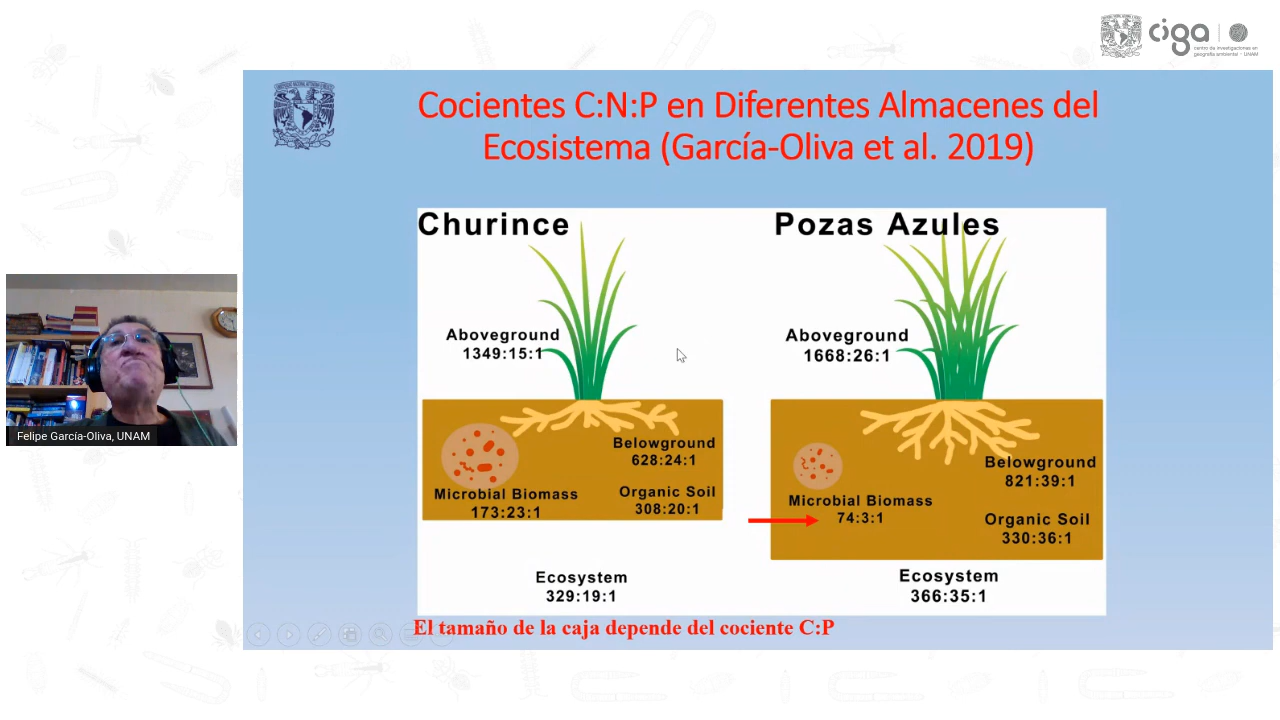 ciga
centro de investigaciones en
geografía ambiental - UNAM
Cocientes C:N:P en Diferentes Almacenes del
Ecosistema (García-Oliva et al. 2019)
Churince
Aboveground
1349:15:1
Belowground
628:24:1
Microbial Biomass
173:23:1
Organic Soil
308:20:1
Ecosystem
329:19:1
Pozas Azules
Aboveground
1668:26:1
Belowground
821:39:1
Microbial Biomass
74:3:1
Organic Soil
330:36:1
Ecosystem
366:35:1
El tamaño de la caja depende del cociente C:P
Felipe García-Oliva, UNAM